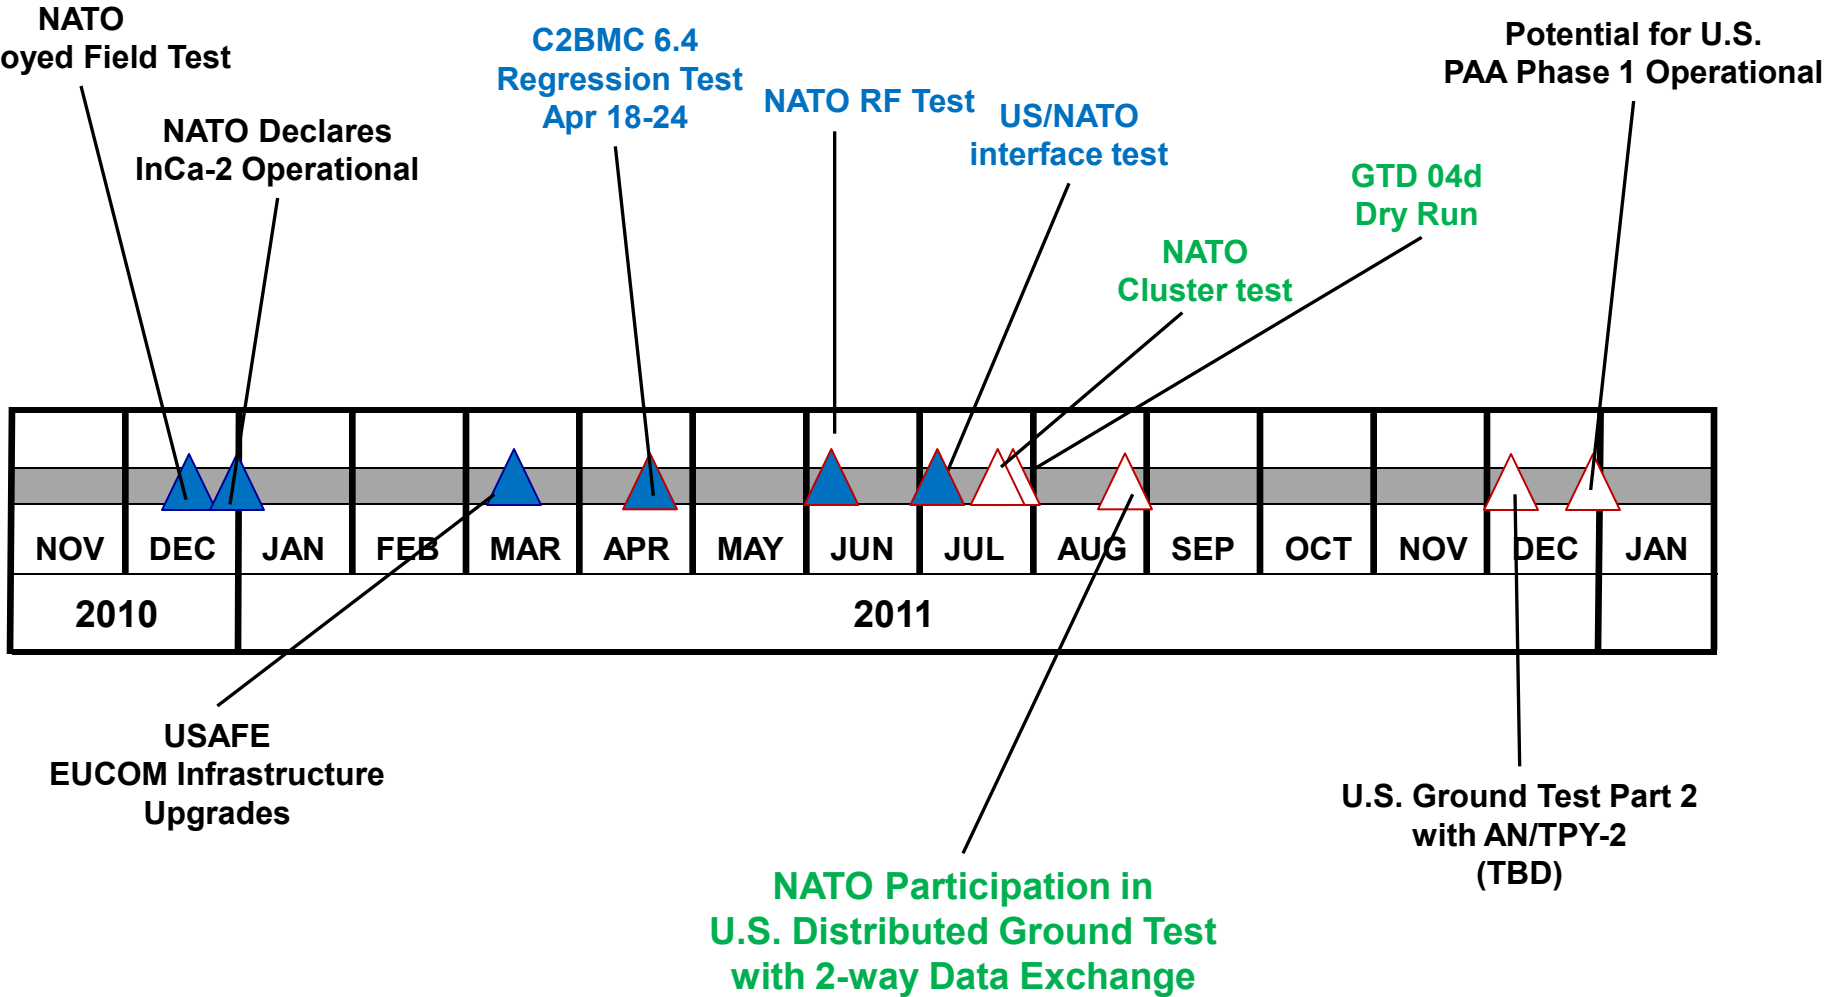 NATO
oyed Field Test
NATO Declares
InCa-2 Operational
C2BMC 6.4
Regression Test
Apr 18-24
NATO RF Test
US/NATO
interface test
NATO
Cluster test
GTD 04d
Dry Run
Potential for U.S.
PAA Phase 1 Operational
NOV DEC JAN FEB MAR APR MAY JUN JUL AUG SEP OCT NOV DEC JAN
2010 2011
USAFE
EUCOM Infrastructure
Upgrades
NATO Participation in
U.S. Distributed Ground Test
with 2-way Data Exchange
U.S. Ground Test Part 2
with AN/TPY-2
(TBD)